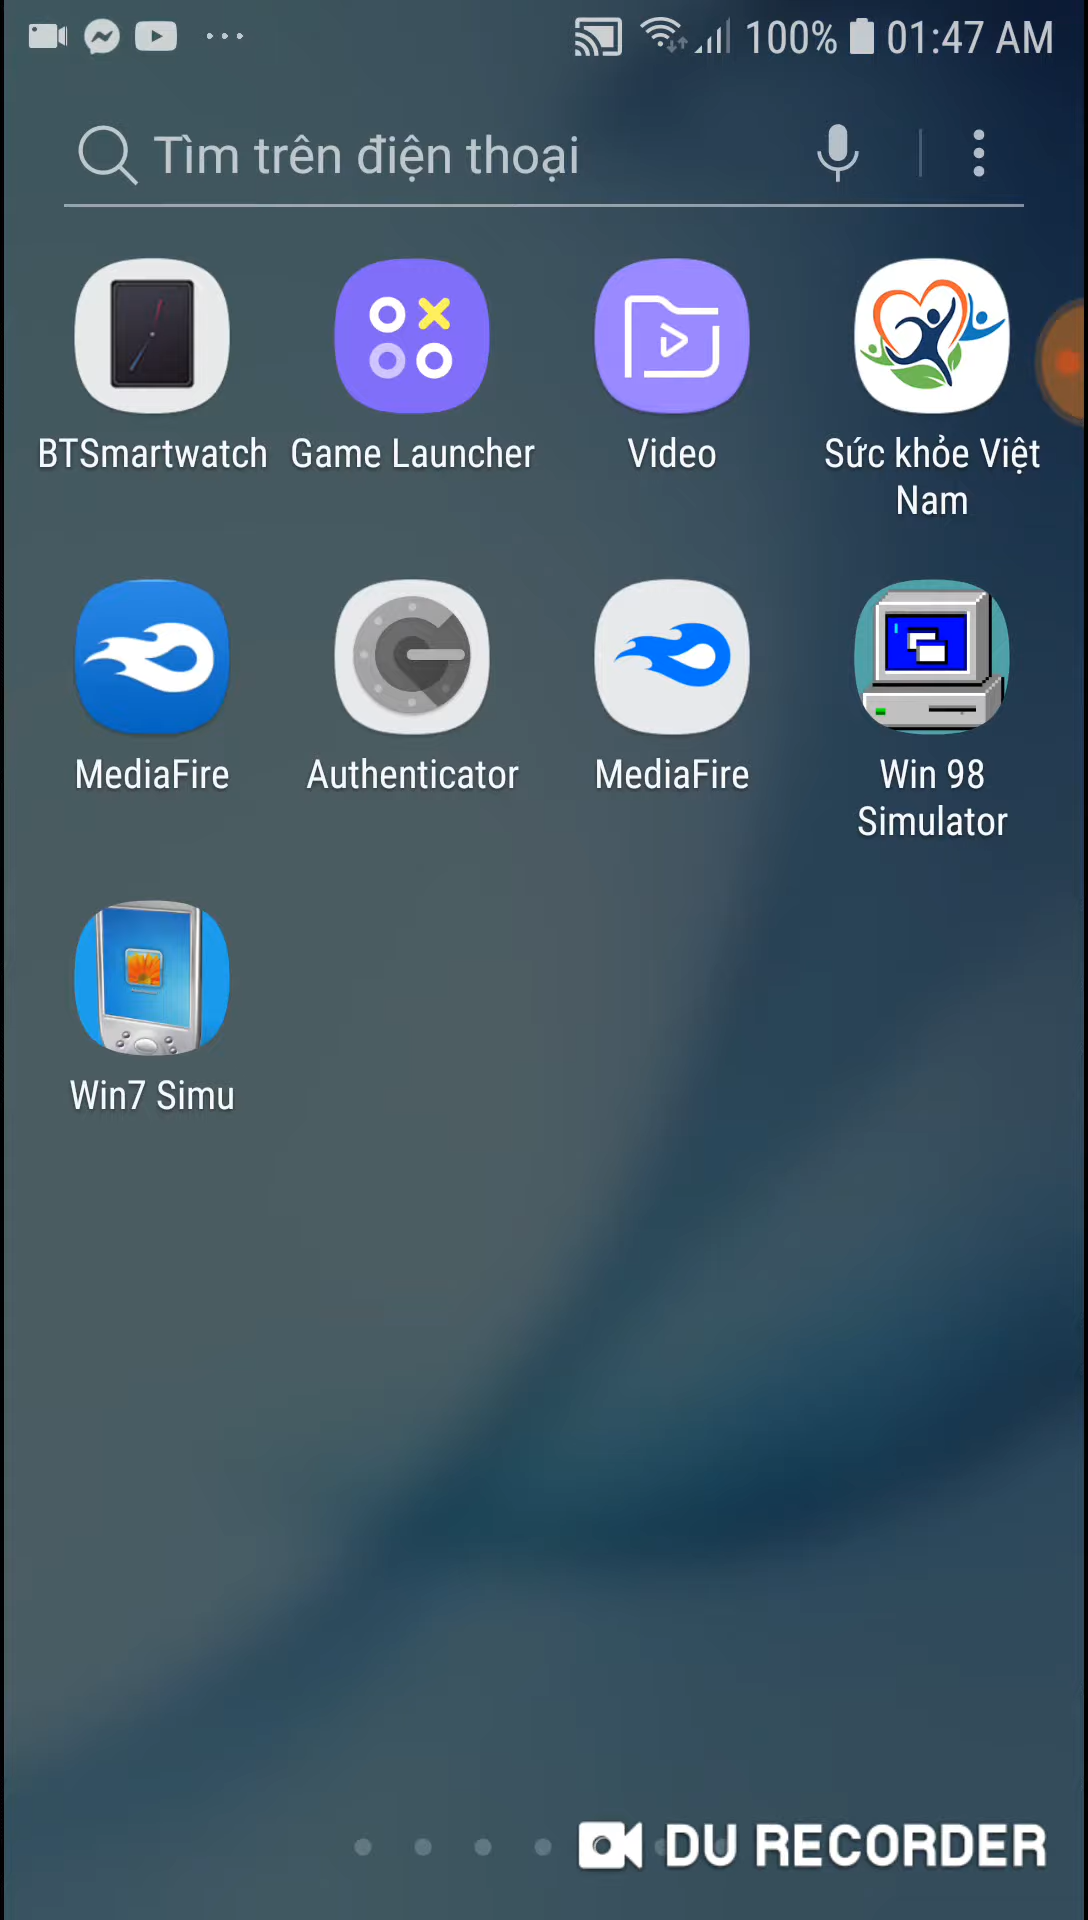 100% 01:47 AM
Tìm trên điện thoại
BTSmartwatch Game Launcher Video Sức khỏe Việt
Nam
MediaFire Authenticator MediaFire Win 98
Simulator
Win7 Simu
DU RECORDER